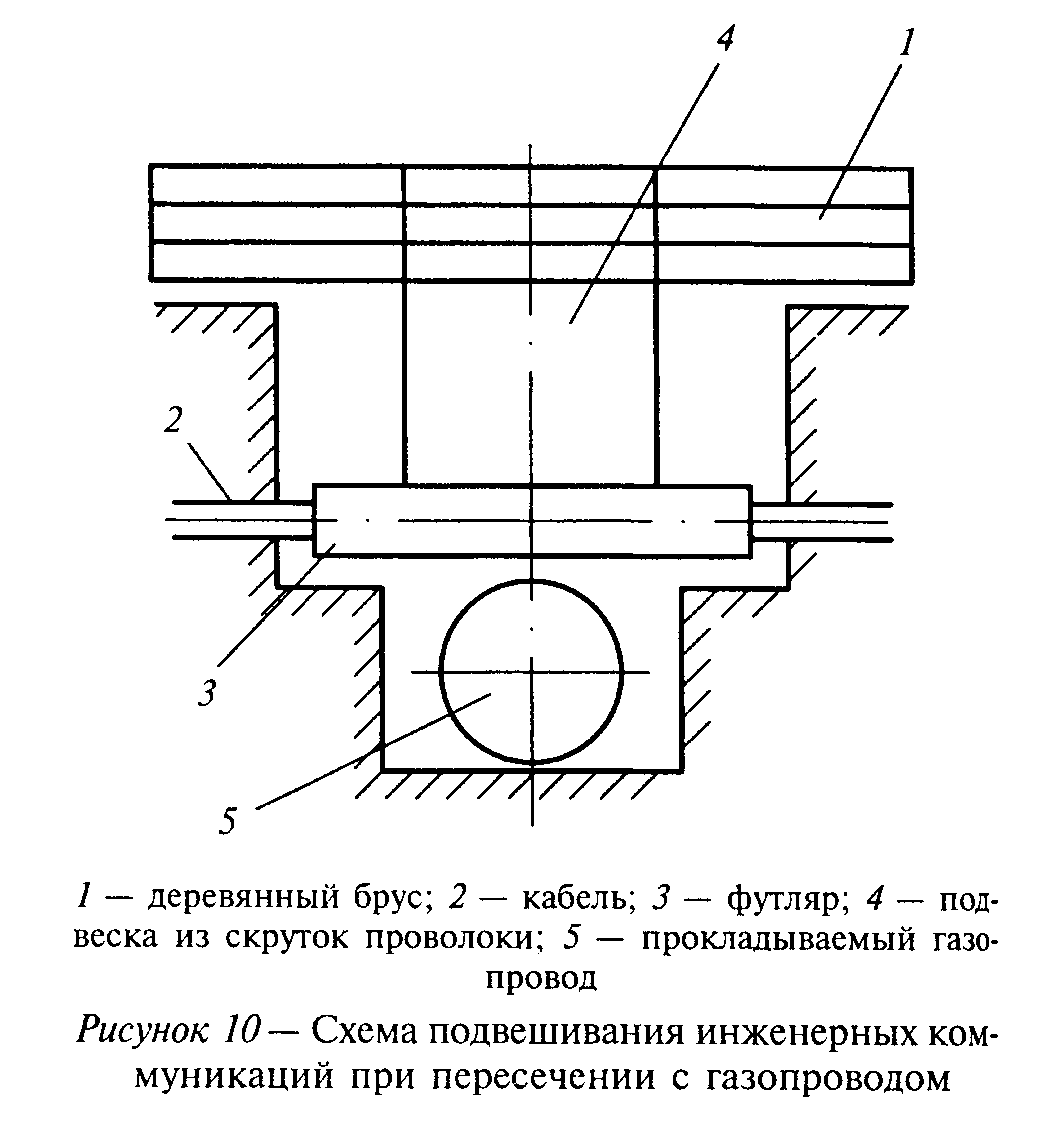 4
1
2
3
5
1 — деревянный брус; 2 — кабель; 3 — футляр; 4 — под-
веска из скруток проволоки; 5 — прокладываемый газо-
провод
Рисунок 10 — Схема подвешивания инженерных ком-
муникаций при пересечении с газопроводом